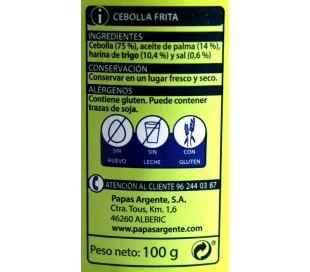 i CEBOLLA FRITA
INGREDIENTES
Cebolla (75 %), aceite de palma (14 %),
harina de trigo (10,4 %) y sal (0,6 %)
CONSERVACIÓN
Conservar en un lugar fresco y seco.
ALÉRGENOS
Contiene gluten. Puede contener
trazas de soja.
SIN HUEVO
SIN LECHE
CON GLUTEN
ATENCIÓN AL CLIENTE 96 244 03 87
Papas Argente, S.A.
Ctra. Tous, Km. 1,6
46260 ALBERIC
www.papasargente.com
Peso neto: 100 g